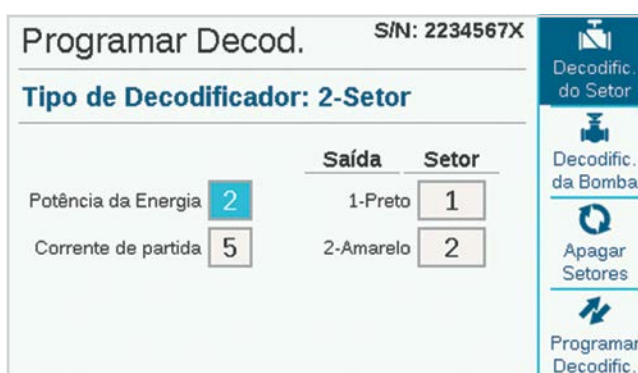 Programar Decod.
S/N: 2234567X
Tipo de Decodificador: 2-Setor
Saída Setor
Potência da Energia 2 1-Preto 1
Corrente de partida 5 2-Amarelo 2
Decodific.
do Setor
Decodific.
da Bomba
Apagar
Setores
Programar
Decodific.